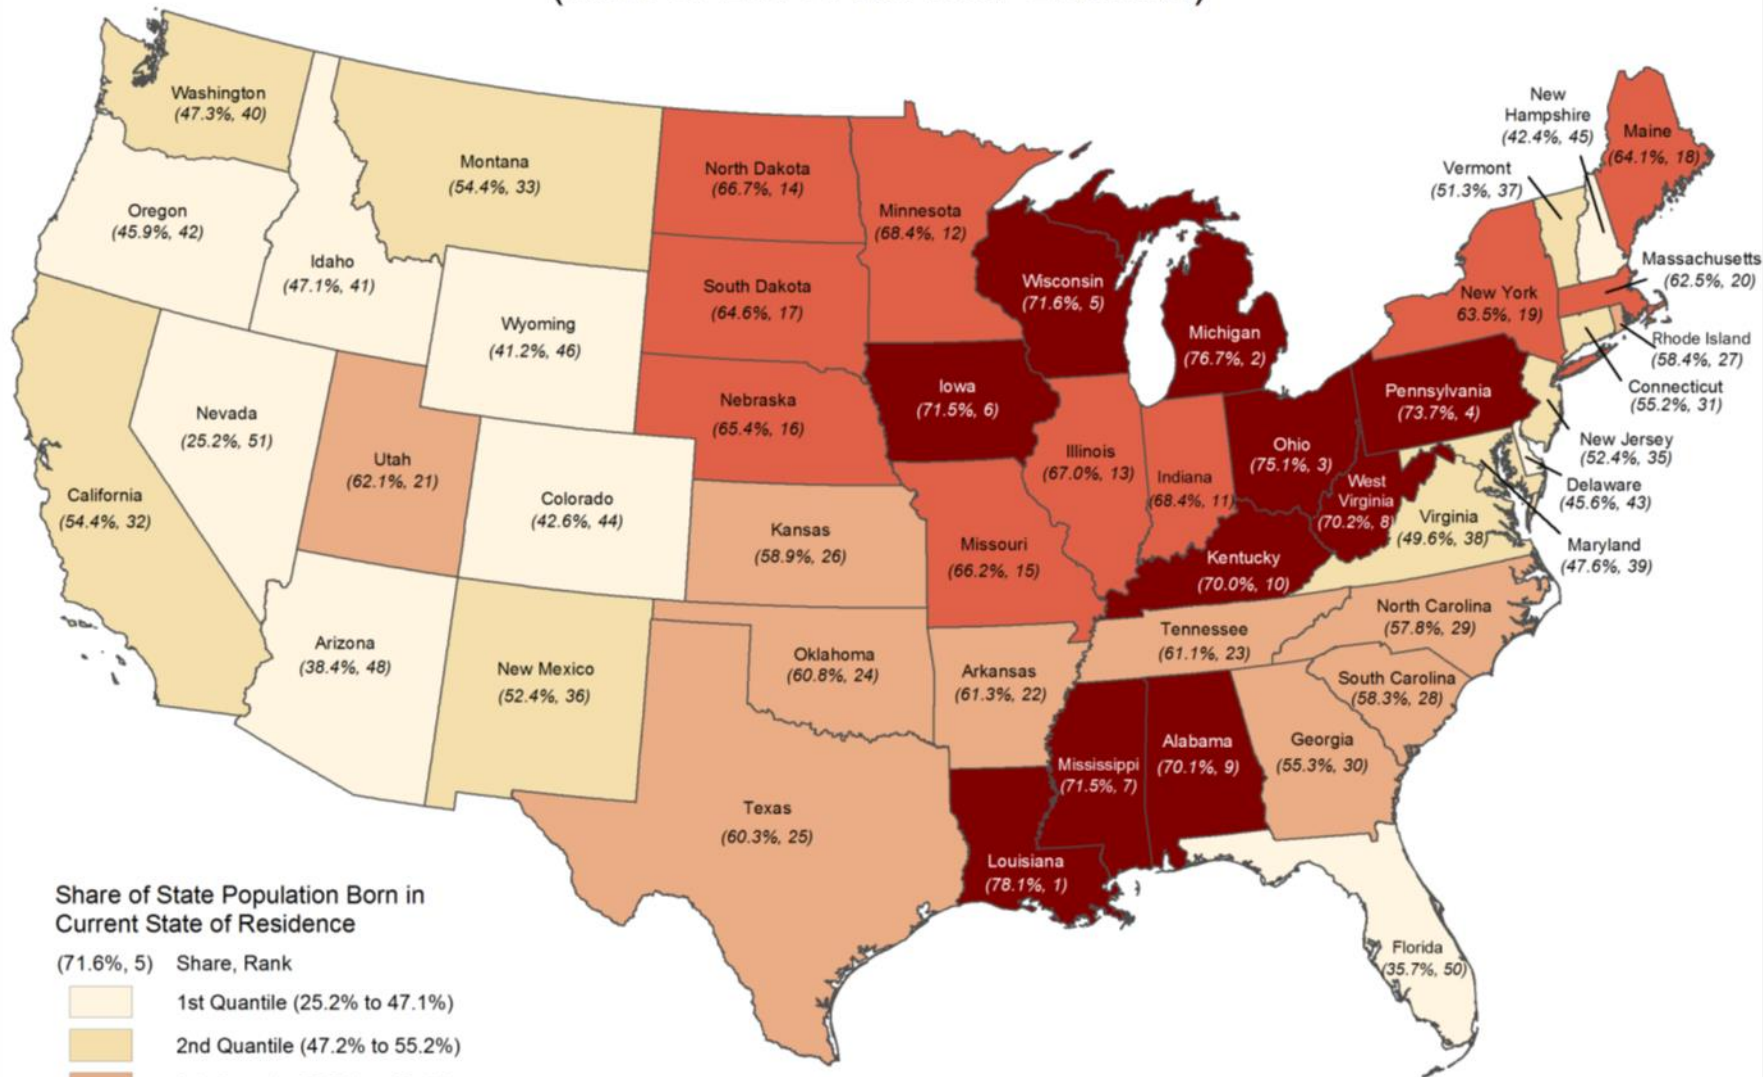 Washington
(47.3%, 40)
Montana
(54.4%, 33)
Oregon
(45.9%, 42)
Idaho
(47.1%, 41)
Wyoming
(41.2%, 46)
North Dakota
(66.7%, 14)
Minnesota
(68.4%, 12)
South Dakota
(64.6%, 17)
Nebraska
(65.4%, 16)
Wisconsin
(71.6%, 5)
Michigan
(76.7%, 2)
Iowa
(71.5%, 6)
New
Hampshire
(42.4%, 45)
Maine
(64.1%, 18)
Vermont
(51.3%, 37)
Massachusetts
(62.5%, 20)
New York
63.5%, 19)
Rhode Island
(58.4%, 27)
Connecticut
(55.2%, 31)
New Jersey
(52.4%, 35)
Delaware
(45.6%, 43)
Maryland
(47.6%, 39)
Pennsylvania
(73.7%, 4)
Ohio
(75.1%, 3)
West
Virginia
(70.2%, 8)
Virginia
(49.6%, 38)
Illinois
(67.0%, 13)
Indiana
(68.4%, 11)
Kentucky
(70.0%, 10)
Nevada
(25.2%, 51)
Utah
(62.1%, 21)
California
(54.4%, 32)
Colorado
(42.6%, 44)
Kansas
(58.9%, 26)
Missouri
(66.2%, 15)
Arizona
(38.4%, 48)
New Mexico
(52.4%, 36)
Oklahoma
(60.8%, 24)
Arkansas
(61.3%, 22)
Tennessee
(61.1%, 23)
North Carolina
(57.8%, 29)
South Carolina
(58.3%, 28)
Mississippi
(71.5%, 7)
Alabama
(70.1%, 9)
Georgia
(55.3%, 30)
Texas
(60.3%, 25)
Louisiana
(78.1%, 1)
Florida
(35.7%, 50)
Share of State Population Born in
Current State of Residence
(71.6%, 5) Share, Rank
1st Quantile (25.2% to 47.1%)
2nd Quantile (47.2% to 55.2%)